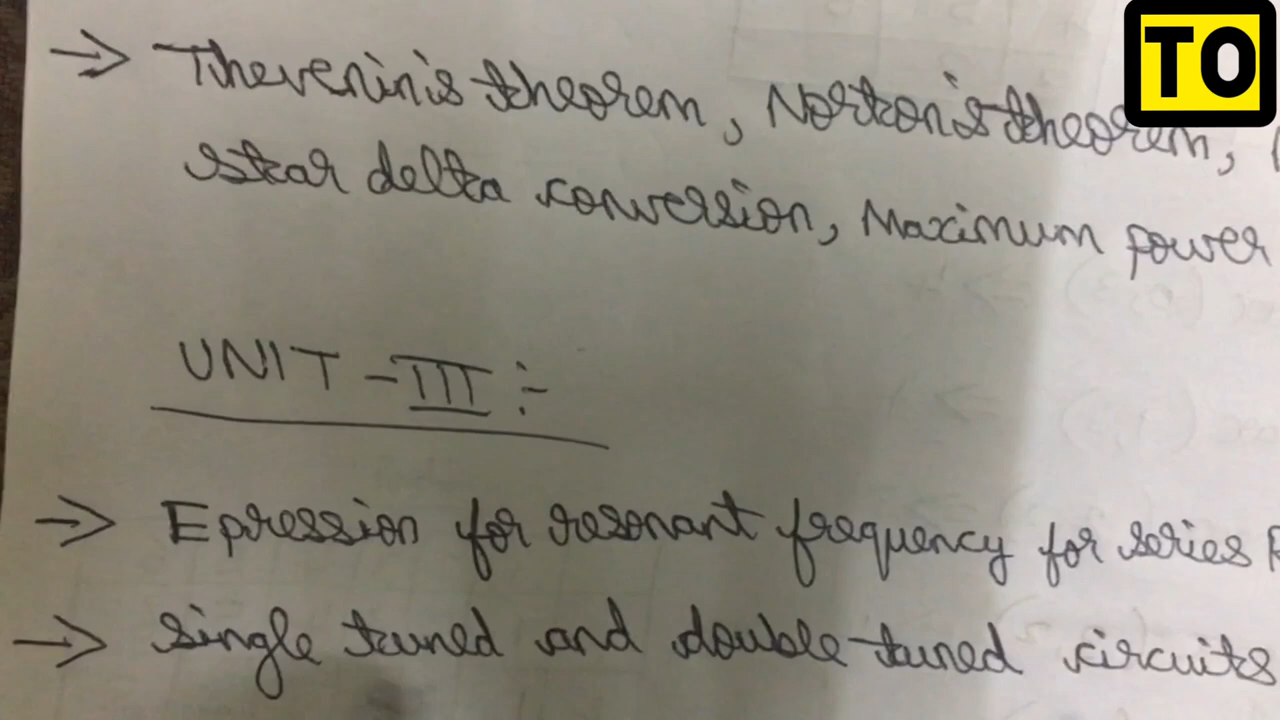 TO
→ Thevenin's theorem, Norton's theorem,
star delta conversion, Maximum power
UNIT -III :-
→ Epression for resonant frequency for series
→ single tuned and double-tuned circuits